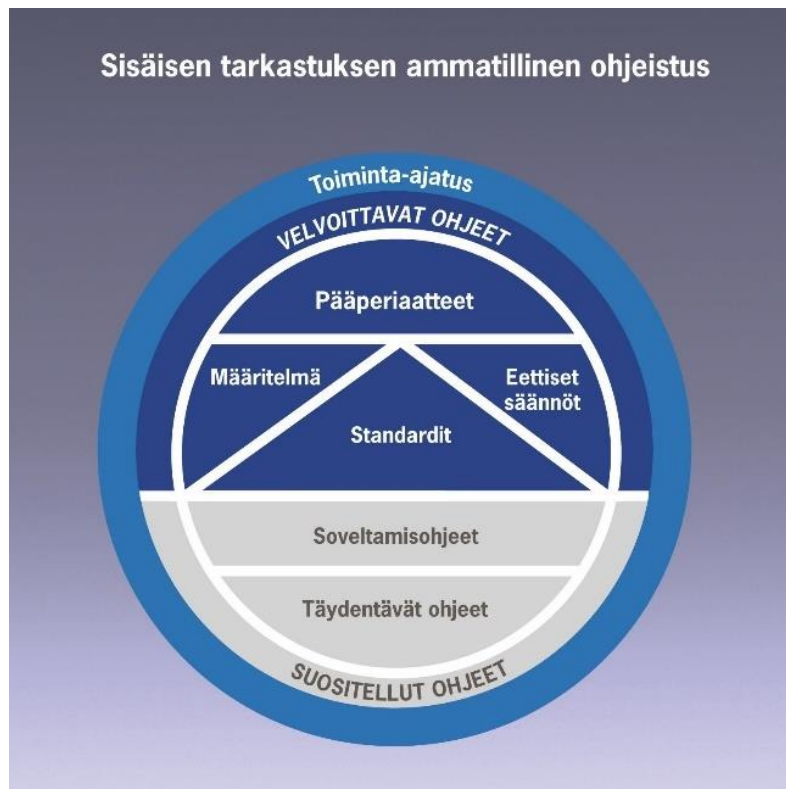 Sisäisen tarkastuksen ammatillinen ohjeistus
Toiminta-ajatus
VELVOITTAVAT OHJEET
Pääperiaatteet
Määritelmä
Eettiset
säännöt
Standardit
Soveltamisohjeet
Täydentävät ohjeet
SUOSITELLUT OHJEET